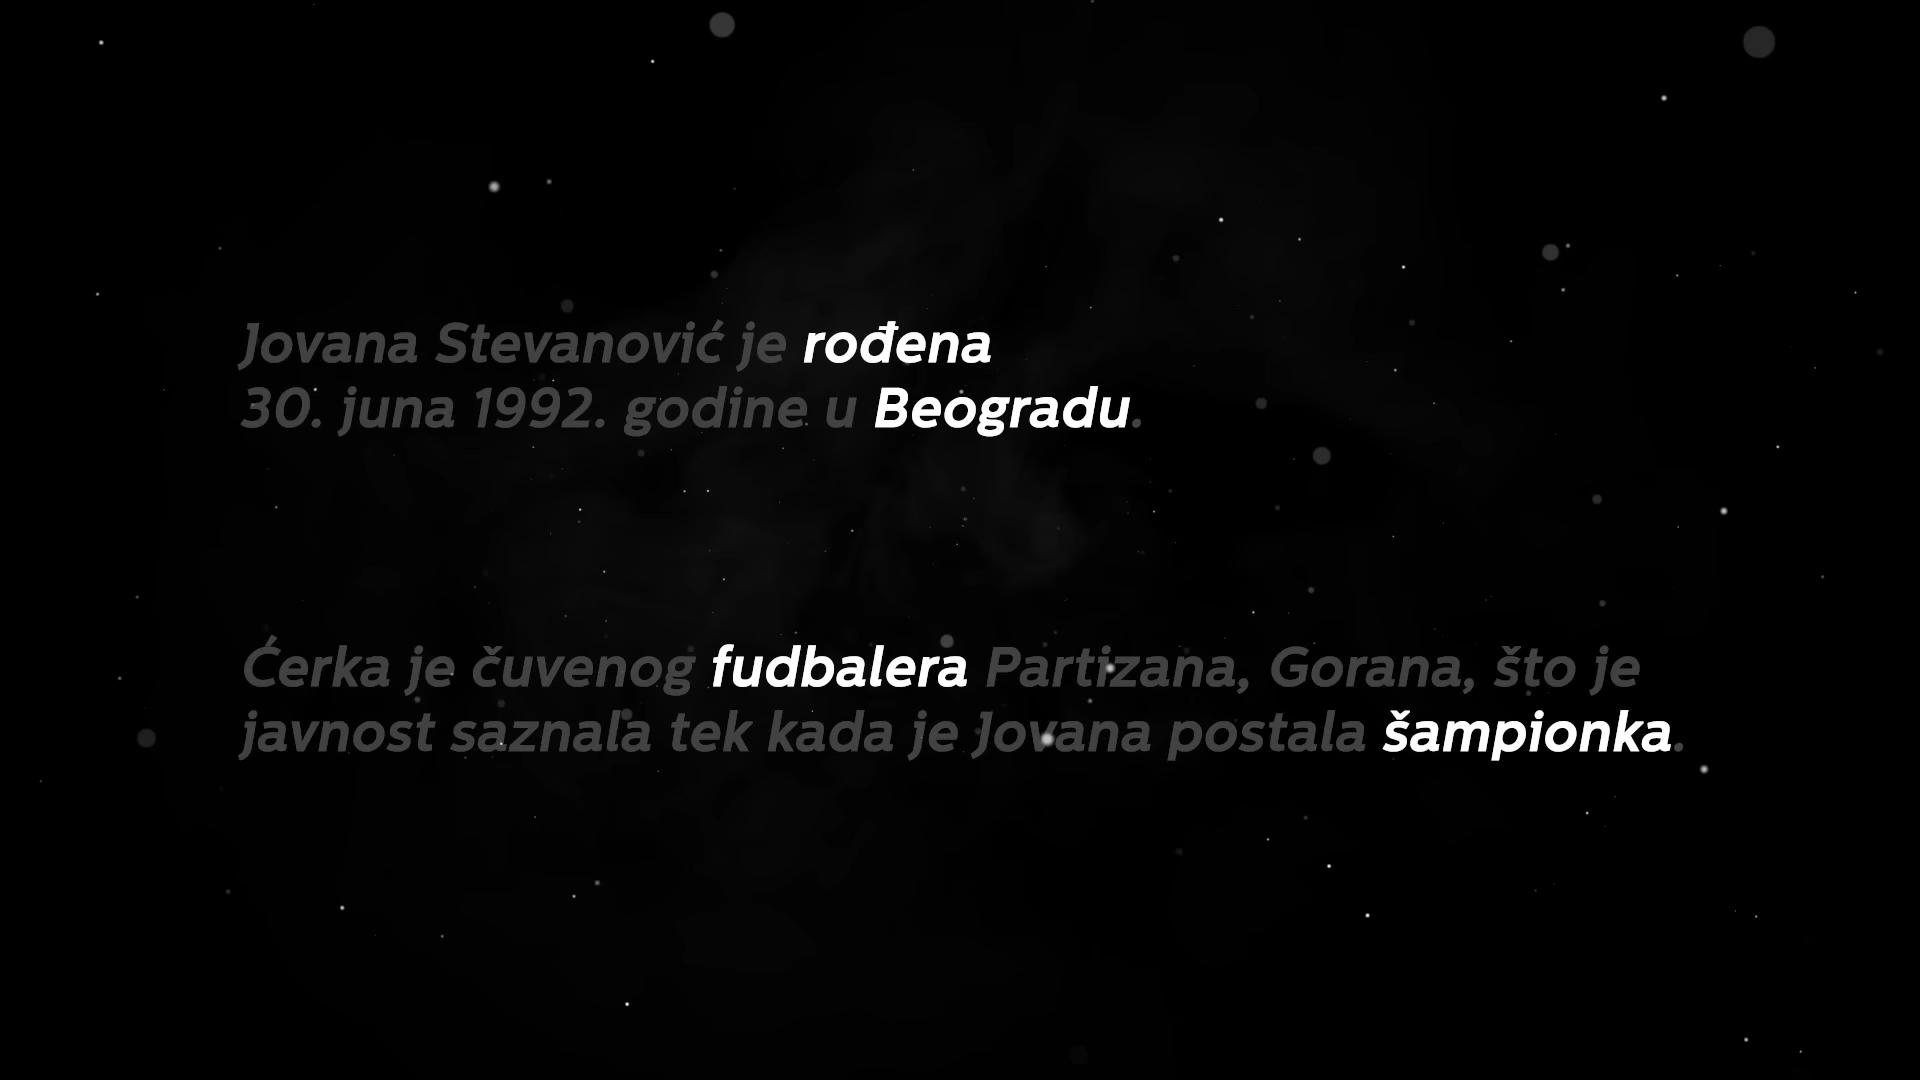 Jovana Stevanović je rođena
30. juna 1992. godine u Beogradu.
Ćerka je čuvenog fudbalera Partizana, Gorana, što je
javnost saznala tek kada je Jovana postala šampionka.